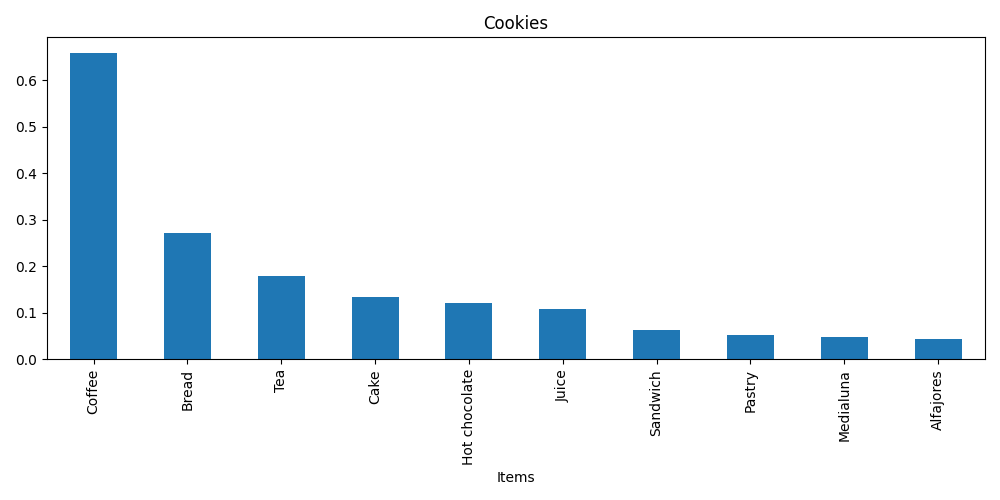 Cookies
0.6
0.5
0.4
0.3
0.2
0.1
0.0
Coffee
Bread
Tea
Cake
Hot chocolate
Juice
Sandwich
Pastry
Medialuna
Alfajores
Items